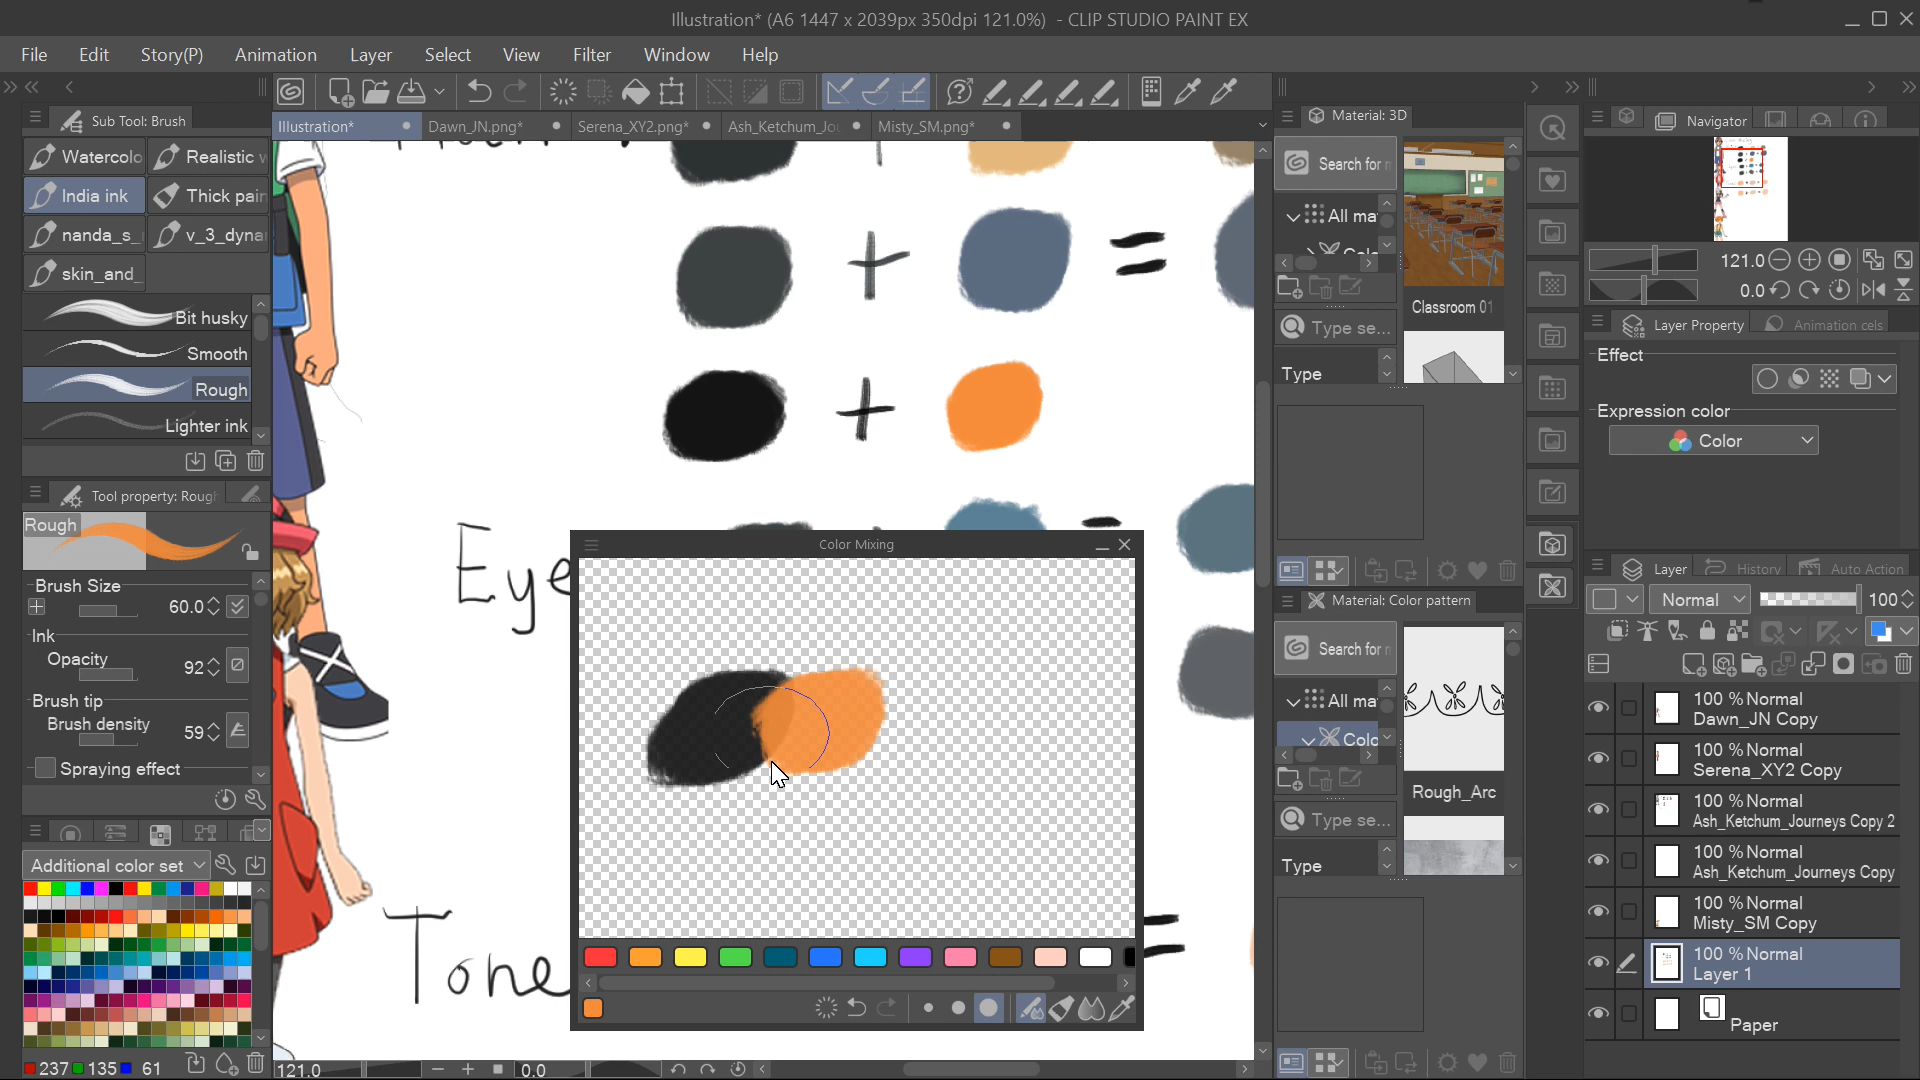 Illustration* (A6 1447 x 2039px 350dpi 121.0%) - CLIP STUDIO PAINT EX
File Edit Story(P) Animation Layer Select View Filter Window Help
Sub Tool: Brush
Watercolo Realistic w
India ink Thick pain
nanda_s_ v_3_dyna
skin_and_
Bit husky
Smooth
Rough
Lighter ink
Tool property: Rough
Rough
Brush Size
60.0
Ink
Opacity 92
Brush tip
Brush density 59
Spraying effect
Additional color set
237 135 61
Illustration* Dawn_JN.png* Serena_XY2.png* Ash_Ketchum_Jou Misty_SM.png*
+
=
+
Eye
=
Tone
=
Color Mixing
121.0 0.0
Material: 3D
Search for m
All ma
Colo
Type se...
Type
Classroom 01
Material: Color pattern
Search for m
All ma
Colo
Type se...
Type
Rough_Arc
Navigator
121.0
0.0
Layer Property Animation cels
Effect
Expression color
Color
Layer History Auto Action
Normal 100
100 % Normal
Dawn_JN Copy
100 % Normal
Serena_XY2 Copy
100 % Normal
Ash_Ketchum_Journeys Copy 2
100 % Normal
Ash_Ketchum_Journeys Copy
100 % Normal
Misty_SM Copy
100 % Normal
Layer 1
Paper